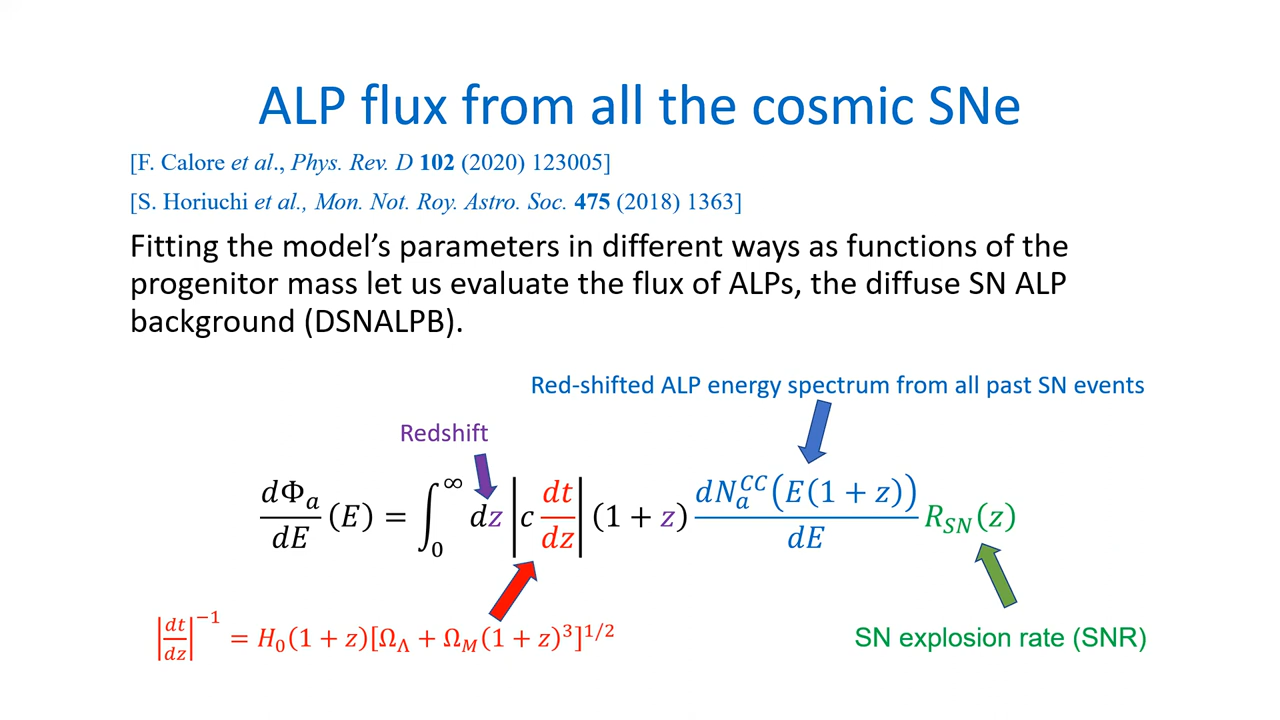 ALP flux from all the cosmic SNe
[F. Calore et al., Phys. Rev. D 102 (2020) 123005]
[S. Horiuchi et al., Mon. Not. Roy. Astro. Soc. 475 (2018) 1363]
Fitting the model’s parameters in different ways as functions of the
progenitor mass let us evaluate the flux of ALPs, the diffuse SN ALP
background (DSNALPB).
Red-shifted ALP energy spectrum from all past SN events
Redshift
dΦ_a/dE (E) = ∫_0^∞ dz |c dt/dz| (1 + z) dN_a^{CC}(E(1 + z))/dE R_{SN}(z)
|dt/dz|^{−1} = H_0(1 + z)[Ω_Λ + Ω_M(1 + z)^3]^{1/2}
SN explosion rate (SNR)